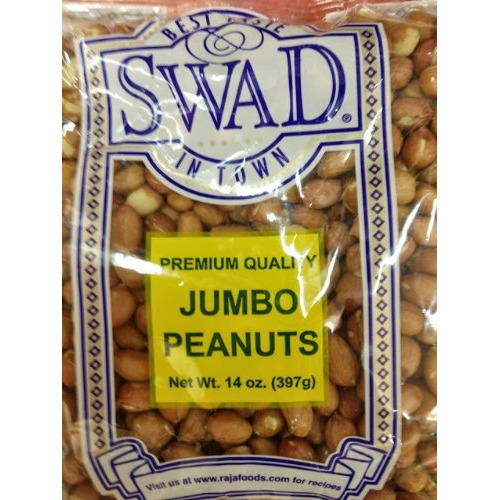 BEST TASTE
SWAD®
IN TOWN
PREMIUM QUALITY
JUMBO
PEANUTS
Net Wt. 14 oz. (397g)
Visit us at www.rajafoods.com for recipes